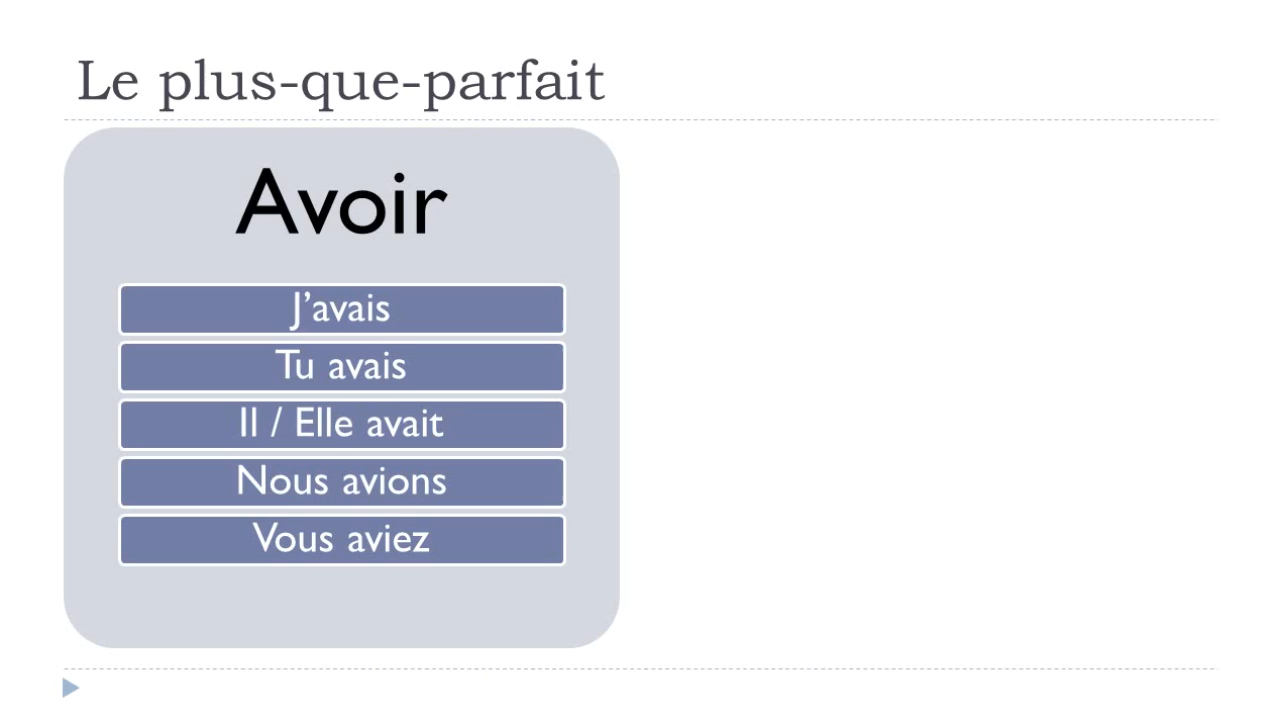 Le plus-que-parfait
Avoir
J’avais
Tu avais
Il / Elle avait
Nous avions
Vous aviez